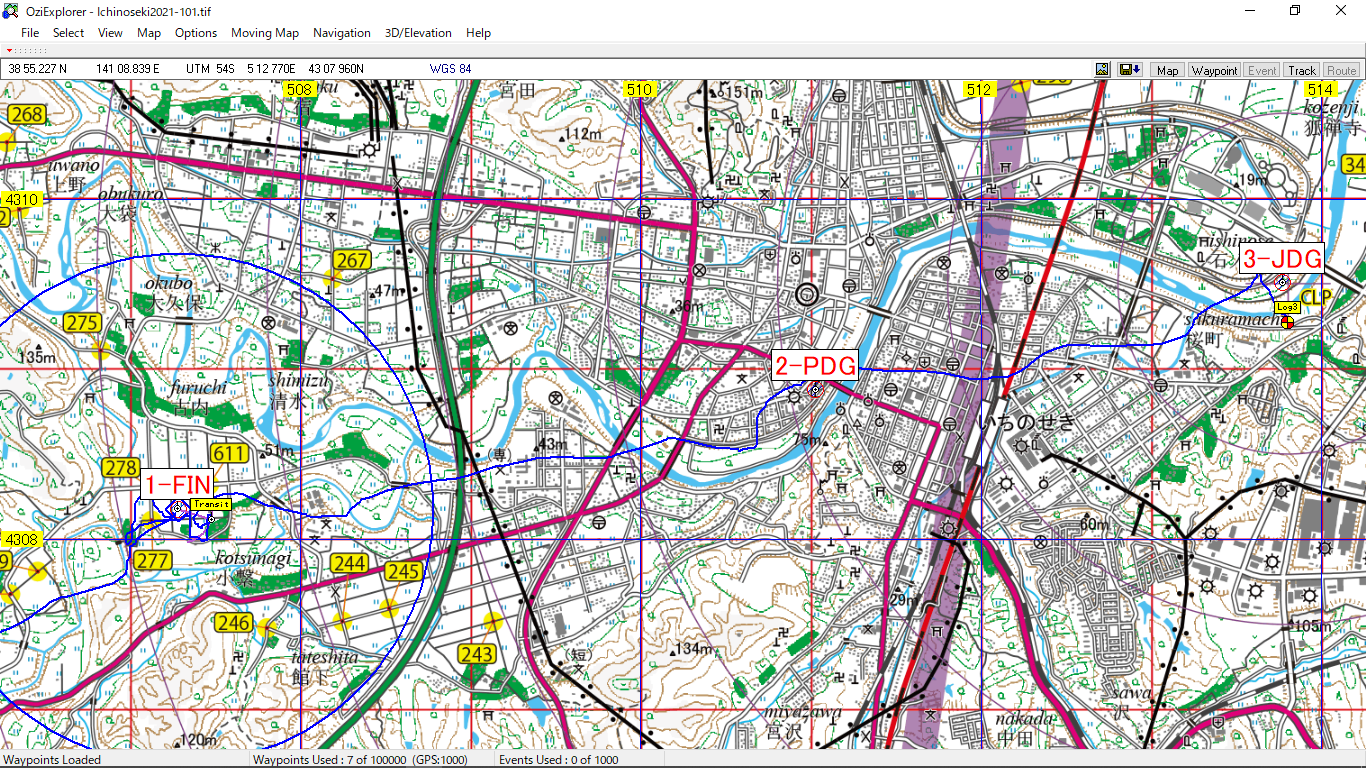 OziExplorer - Ichinoseki2021-101.tif
File Select View Map Options Moving Map Navigation 3D/Elevation Help
38 55.227 N 141 08.839 E UTM 54S 5 12 770E 43 07 960N WGS 84
Map Waypoint Event Track Route
508 510 512 514
宮田
268
151m
112m
kozenji
狐禅寺
uwano
上野
34
obukuro
大袋
19m
4310
267
ishinose
3-JDG
okubo
大久保
47m
36m
CLP
Log3
275
sakuramachi
桜町
135m
2-PDG
shimizu
清水
furuchi
古内
いちのせき
43m
75m
611
51m
(専)
278
1-FIN
Transit
60m
4308
277
kotsunagi
小繋
244
245
29m
246
105m
243
134m
tateshita
館下
(短)
sawa
沢
miyazawa
宮沢
nakada
中田
120m
Waypoints Loaded Waypoints Used : 7 of 100000 (GPS:1000) Events Used : 0 of 1000